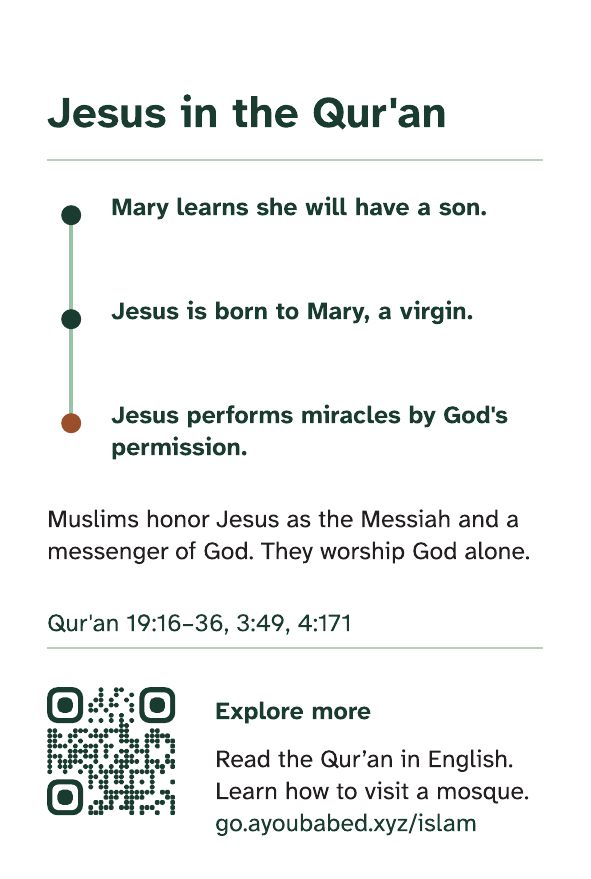 Jesus in the Qur'an
Mary learns she will have a son.
Jesus is born to Mary, a virgin.
Jesus performs miracles by God's
permission.
Muslims honor Jesus as the Messiah and a
messenger of God. They worship God alone.
Qur'an 19:16–36, 3:49, 4:171
Explore more
Read the Qur’an in English.
Learn how to visit a mosque.
go.ayoubabed.xyz/islam